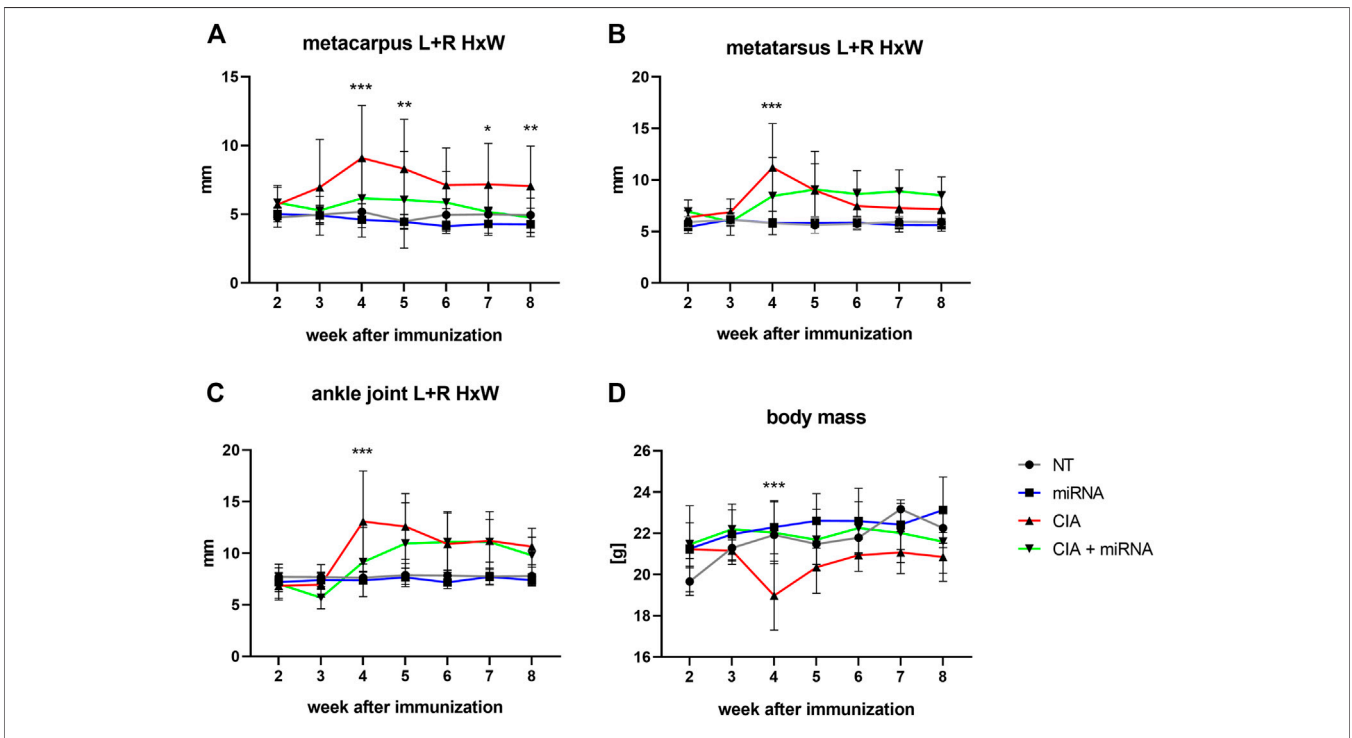 A
metacarpus L+R HxW
15
10
5
0
mm
***
**
*
**
2 3 4 5 6 7 8
week after immunization
B
metatarsus L+R HxW
20
15
10
5
0
mm
***
2 3 4 5 6 7 8
week after immunization
C
ankle joint L+R HxW
20
15
10
5
0
mm
***
2 3 4 5 6 7 8
week after immunization
D
body mass
26
24
22
20
18
16
[g]
***
2 3 4 5 6 7 8
week after immunization
NT
miRNA
CIA
CIA + miRNA